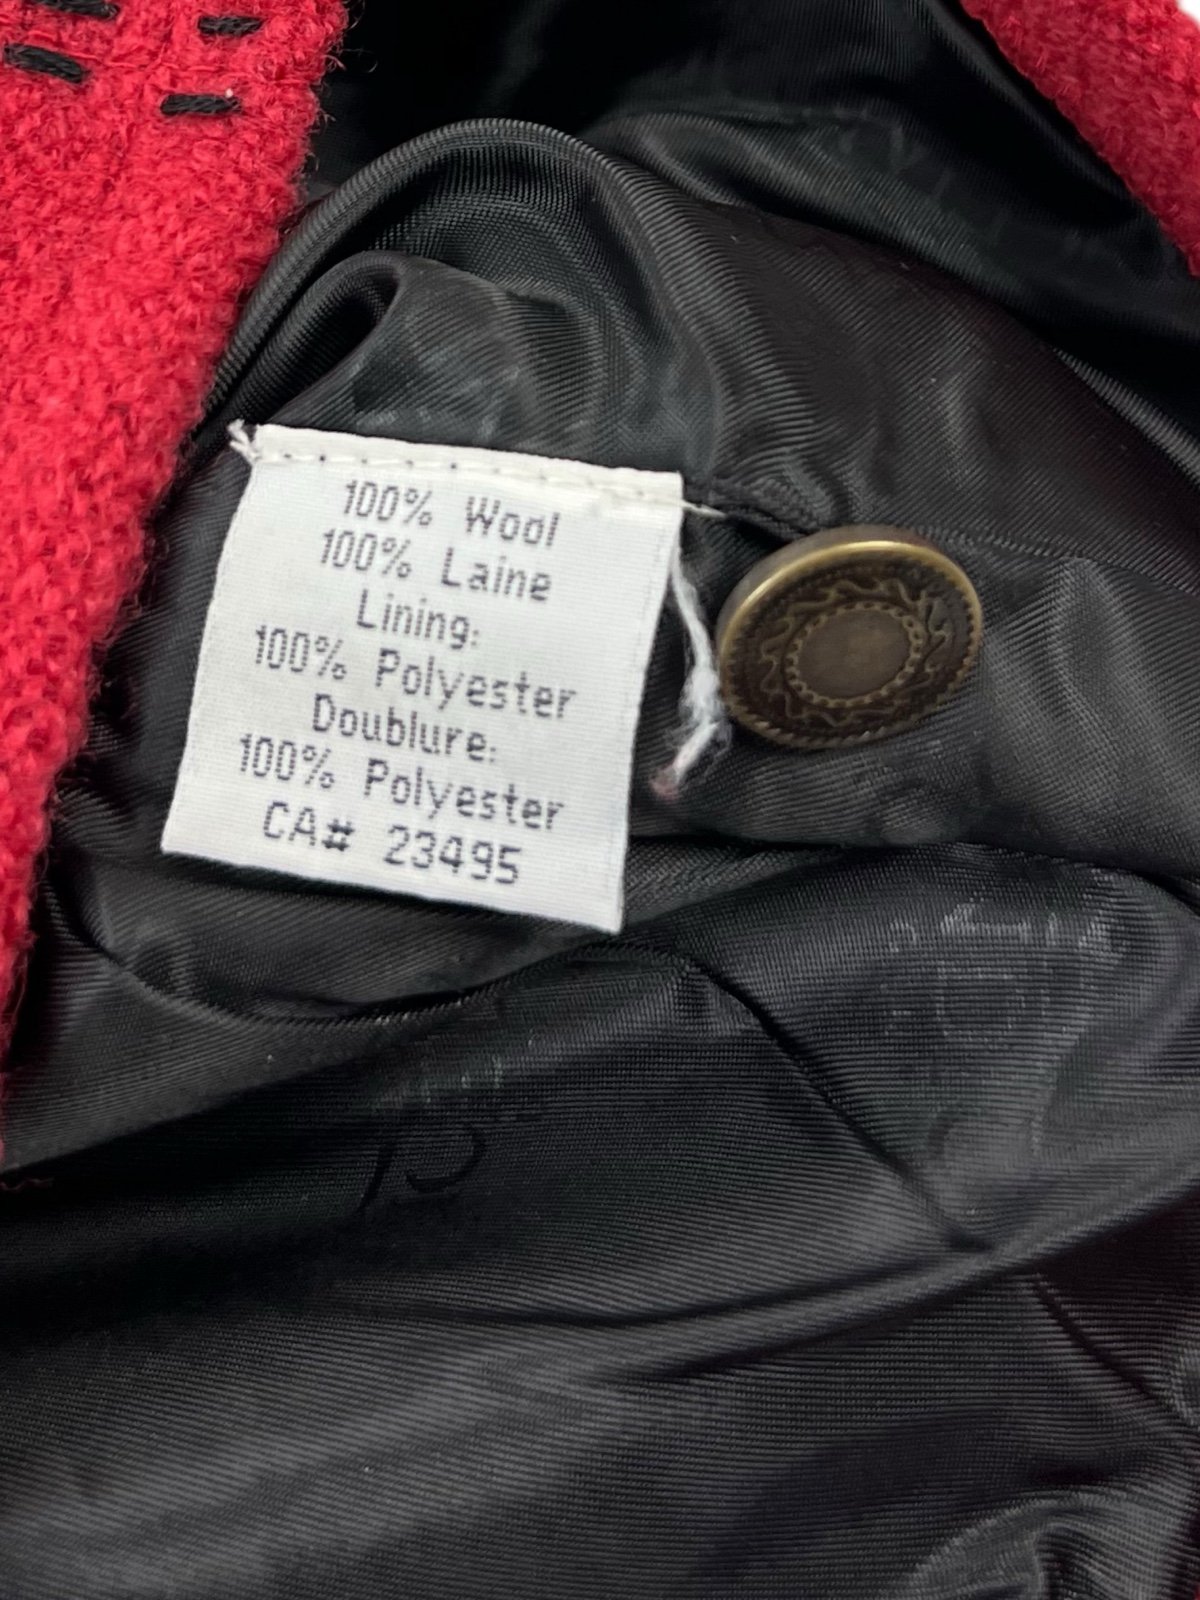 100% Wool
100% Laine
Lining:
100% Polyester
Doublure:
100% Polyester
CA# 23495